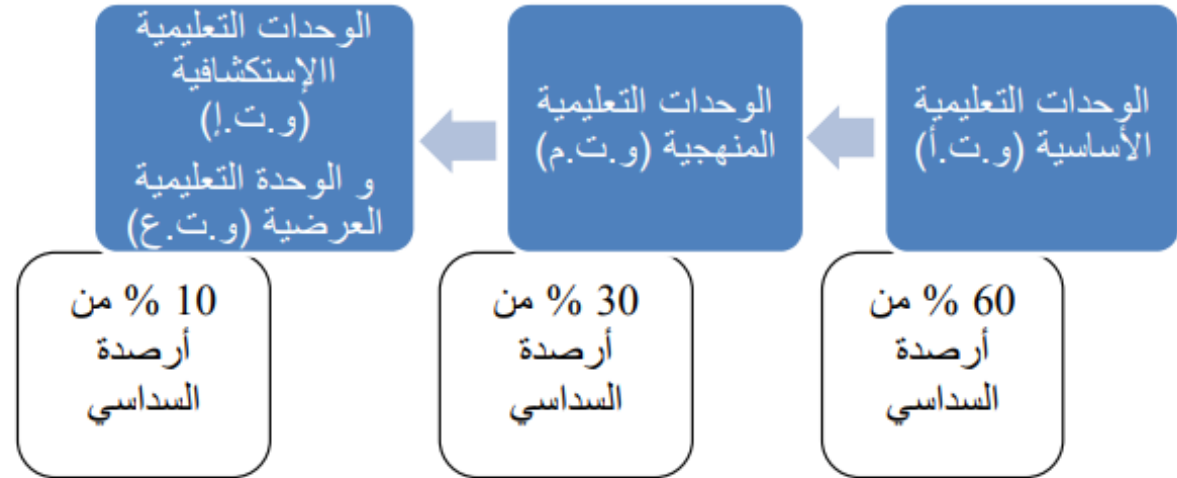 الوحدات التعليمية
الأساسية (و.ت.أ)
60 % من
أرصدة
السداسي
الوحدات التعليمية
المنهجية (و.ت.م)
30 % من
أرصدة
السداسي
الوحدات التعليمية
االإستكشافية
(و.ت.إ)
و الوحدة التعليمية
العرضية (و.ت.ع)
10 % من
أرصدة
السداسي